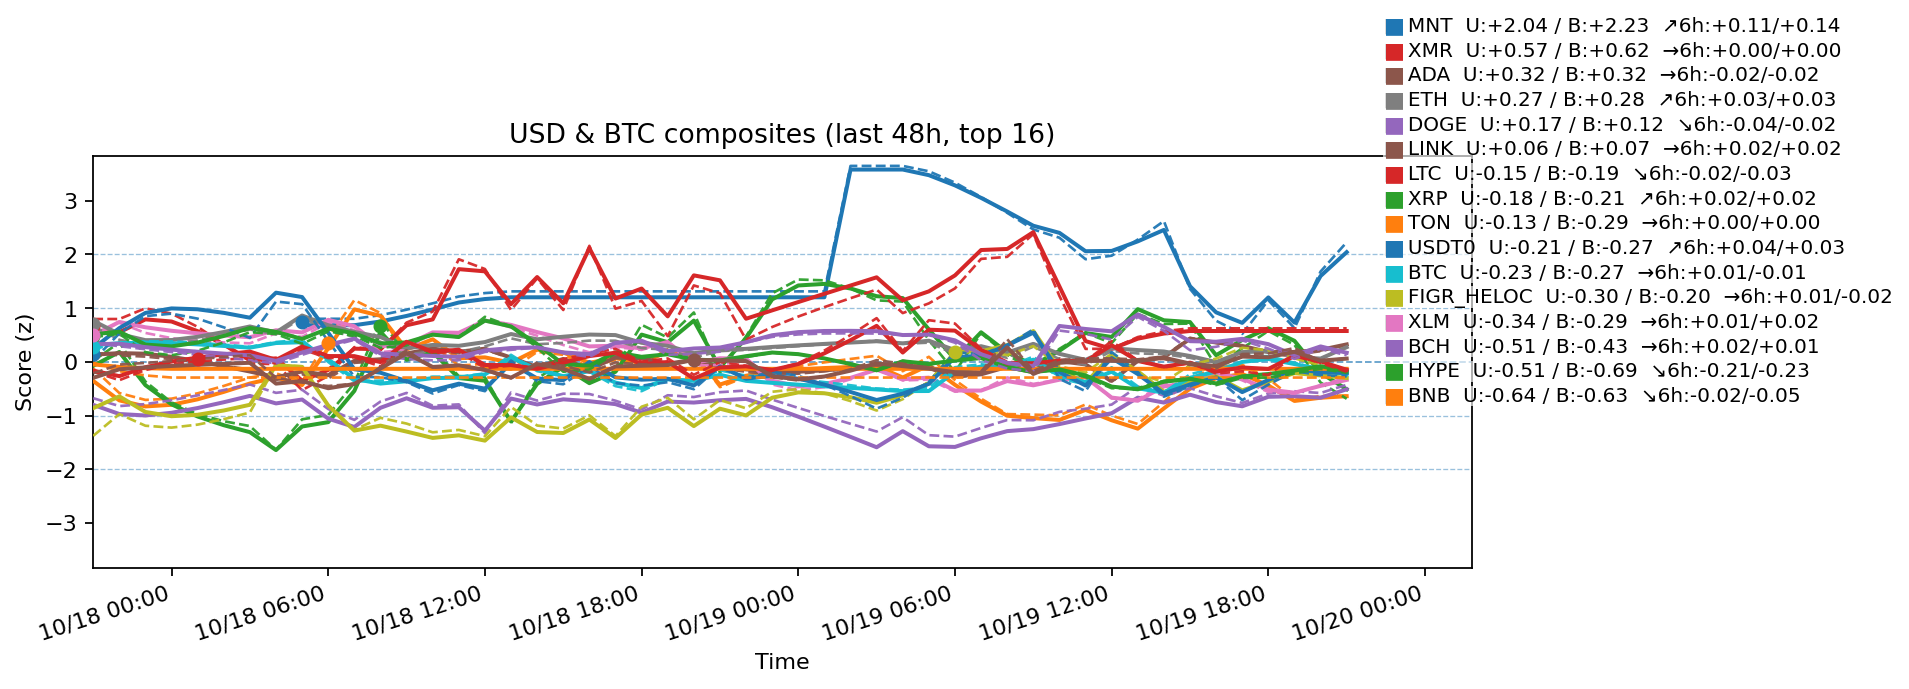 MNT U:+2.04 / B:+2.23 ↗6h:+0.11/+0.14
XMR U:+0.57 / B:+0.62 →6h:+0.00/+0.00
ADA U:+0.32 / B:+0.32 →6h:-0.02/-0.02
ETH U:+0.27 / B:+0.28 ↗6h:+0.03/+0.03
DOGE U:+0.17 / B:+0.12 ↘6h:-0.04/-0.02
LINK U:+0.06 / B:+0.07 →6h:+0.02/+0.02
LTC U:-0.15 / B:-0.19 ↘6h:-0.02/-0.03
XRP U:-0.18 / B:-0.21 ↗6h:+0.02/+0.02
TON U:-0.13 / B:-0.29 →6h:+0.00/+0.00
USDT0 U:-0.21 / B:-0.27 ↗6h:+0.04/+0.03
BTC U:-0.23 / B:-0.27 →6h:+0.01/-0.01
FIGR_HELOC U:-0.30 / B:-0.20 →6h:+0.01/-0.02
XLM U:-0.34 / B:-0.29 →6h:+0.01/+0.02
BCH U:-0.51 / B:-0.43 →6h:+0.02/+0.01
HYPE U:-0.51 / B:-0.69 ↘6h:-0.21/-0.23
BNB U:-0.64 / B:-0.63 ↘6h:-0.02/-0.05
USD & BTC composites (last 48h, top 16)
Score (z)
3
2
1
0
−1
−2
−3
10/18 00:00
10/18 06:00
10/18 12:00
10/18 18:00
10/19 00:00
10/19 06:00
10/19 12:00
10/19 18:00
10/20 00:00
Time